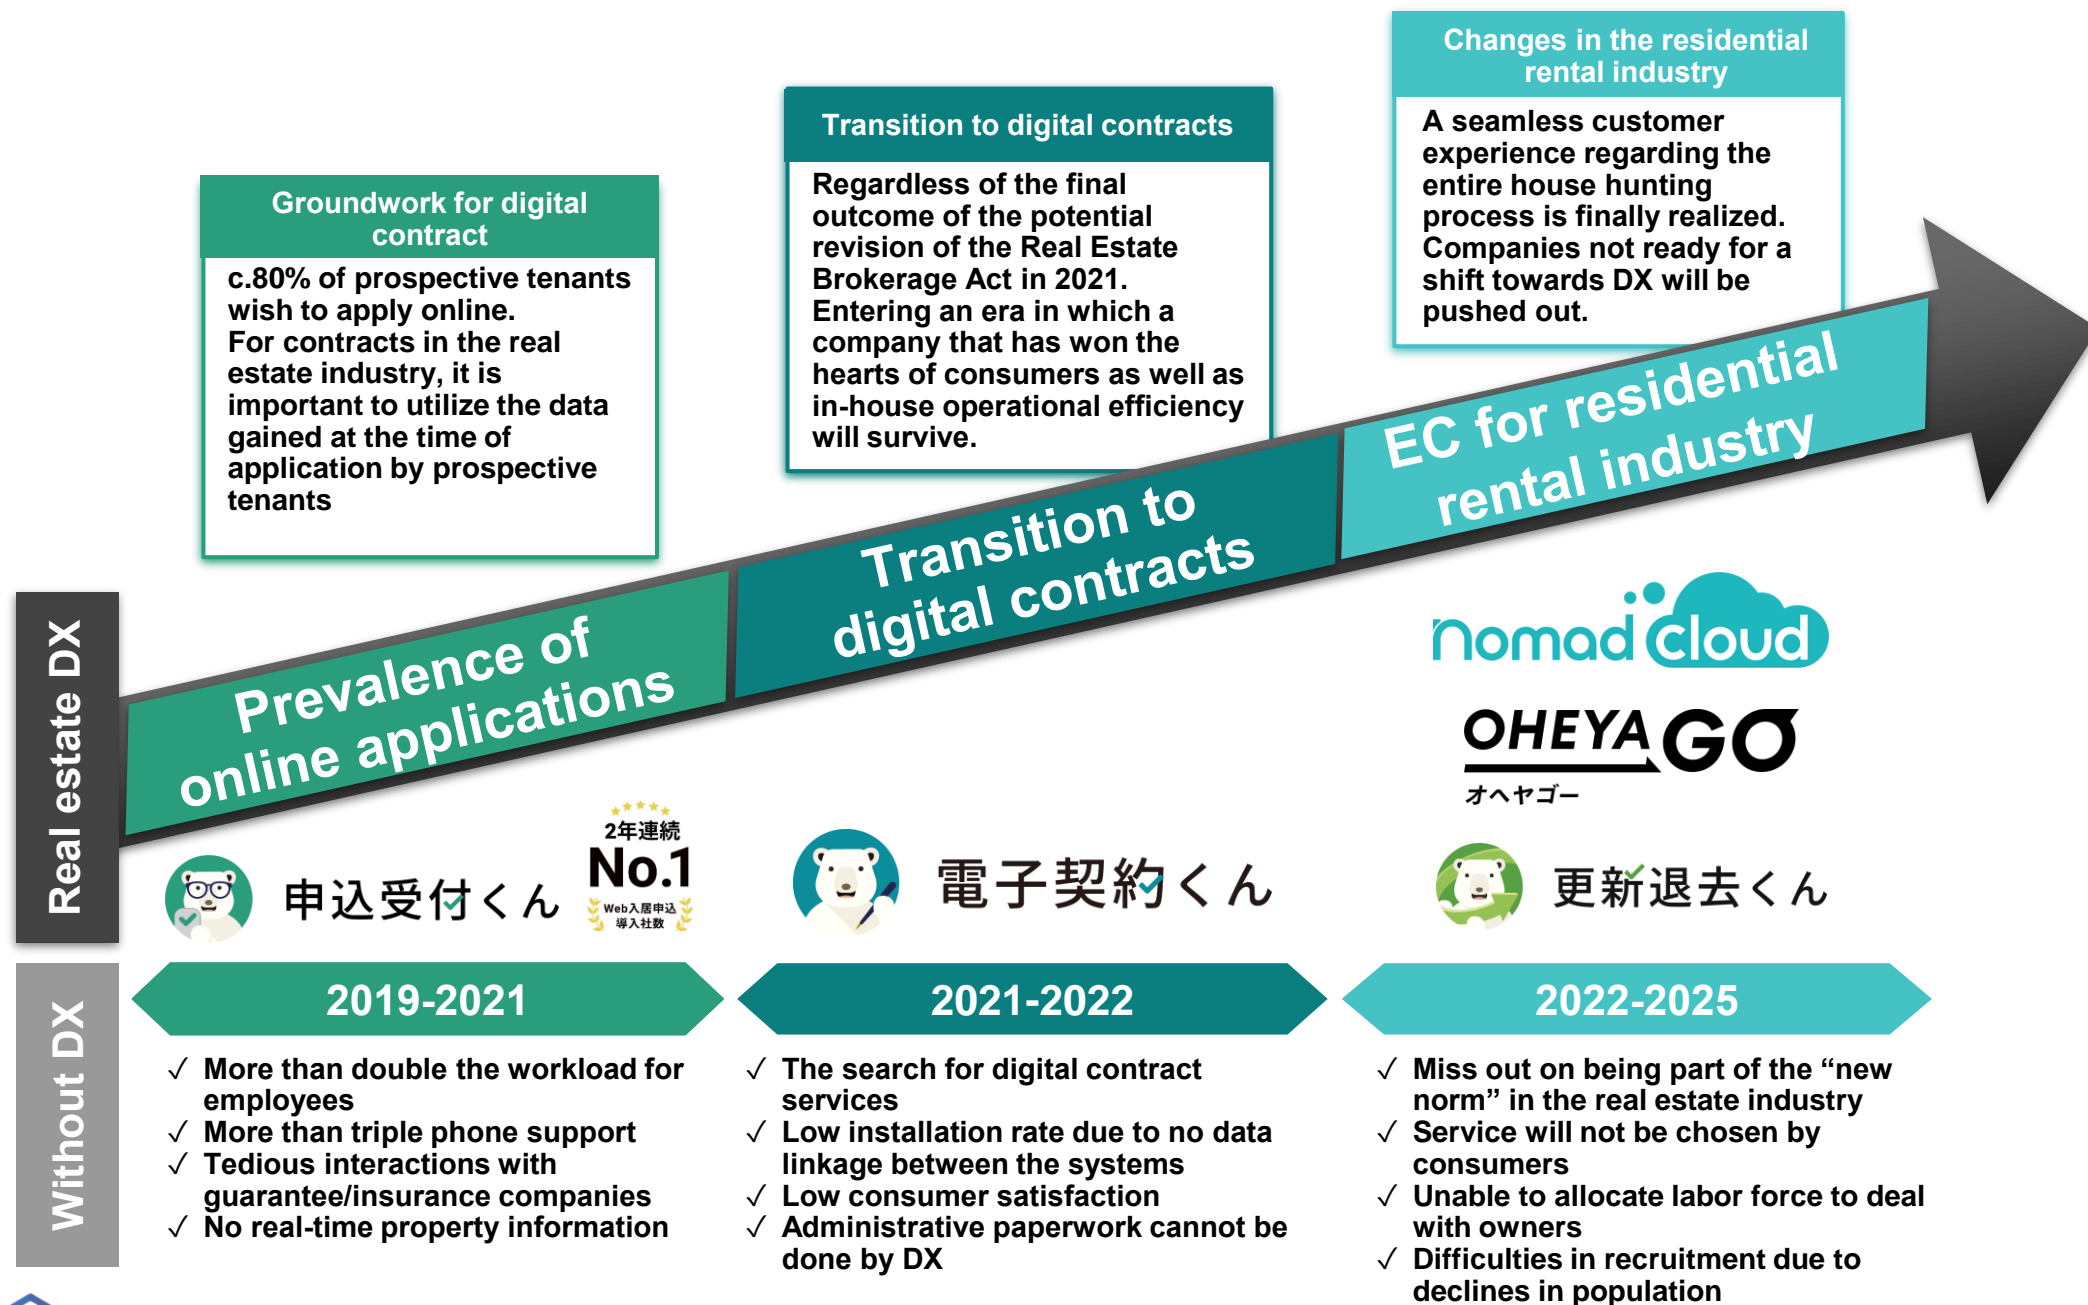 Changes in the residential
rental industry
A seamless customer
experience regarding the
entire house hunting
process is finally realized.
Companies not ready for a
shift towards DX will be
pushed out.
Transition to digital contracts
Regardless of the final
outcome of the potential
revision of the Real Estate
Brokerage Act in 2021.
Entering an era in which a
company that has won the
hearts of consumers as well as
in-house operational efficiency
will survive.
Groundwork for digital
contract
c.80% of prospective tenants
wish to apply online.
For contracts in the real
estate industry, it is
important to utilize the data
gained at the time of
application by prospective
tenants
Real estate DX
Prevalence of
online applications
Transition to
digital contracts
EC for residential
rental industry
nomad cloud
OHEYAGO
オヘヤゴー
申込受付くん
2年連続
No.1
Web入居申込
導入社数
電子契約くん
更新退去くん
Without DX
2019-2021
✓ More than double the workload for
employees
✓ More than triple phone support
✓ Tedious interactions with
guarantee/insurance companies
✓ No real-time property information
2021-2022
✓ The search for digital contract
services
✓ Low installation rate due to no data
linkage between the systems
✓ Low consumer satisfaction
✓ Administrative paperwork cannot be
done by DX
2022-2025
✓ Miss out on being part of the “new
norm” in the real estate industry
✓ Service will not be chosen by
consumers
✓ Unable to allocate labor force to deal
with owners
✓ Difficulties in recruitment due to
declines in population